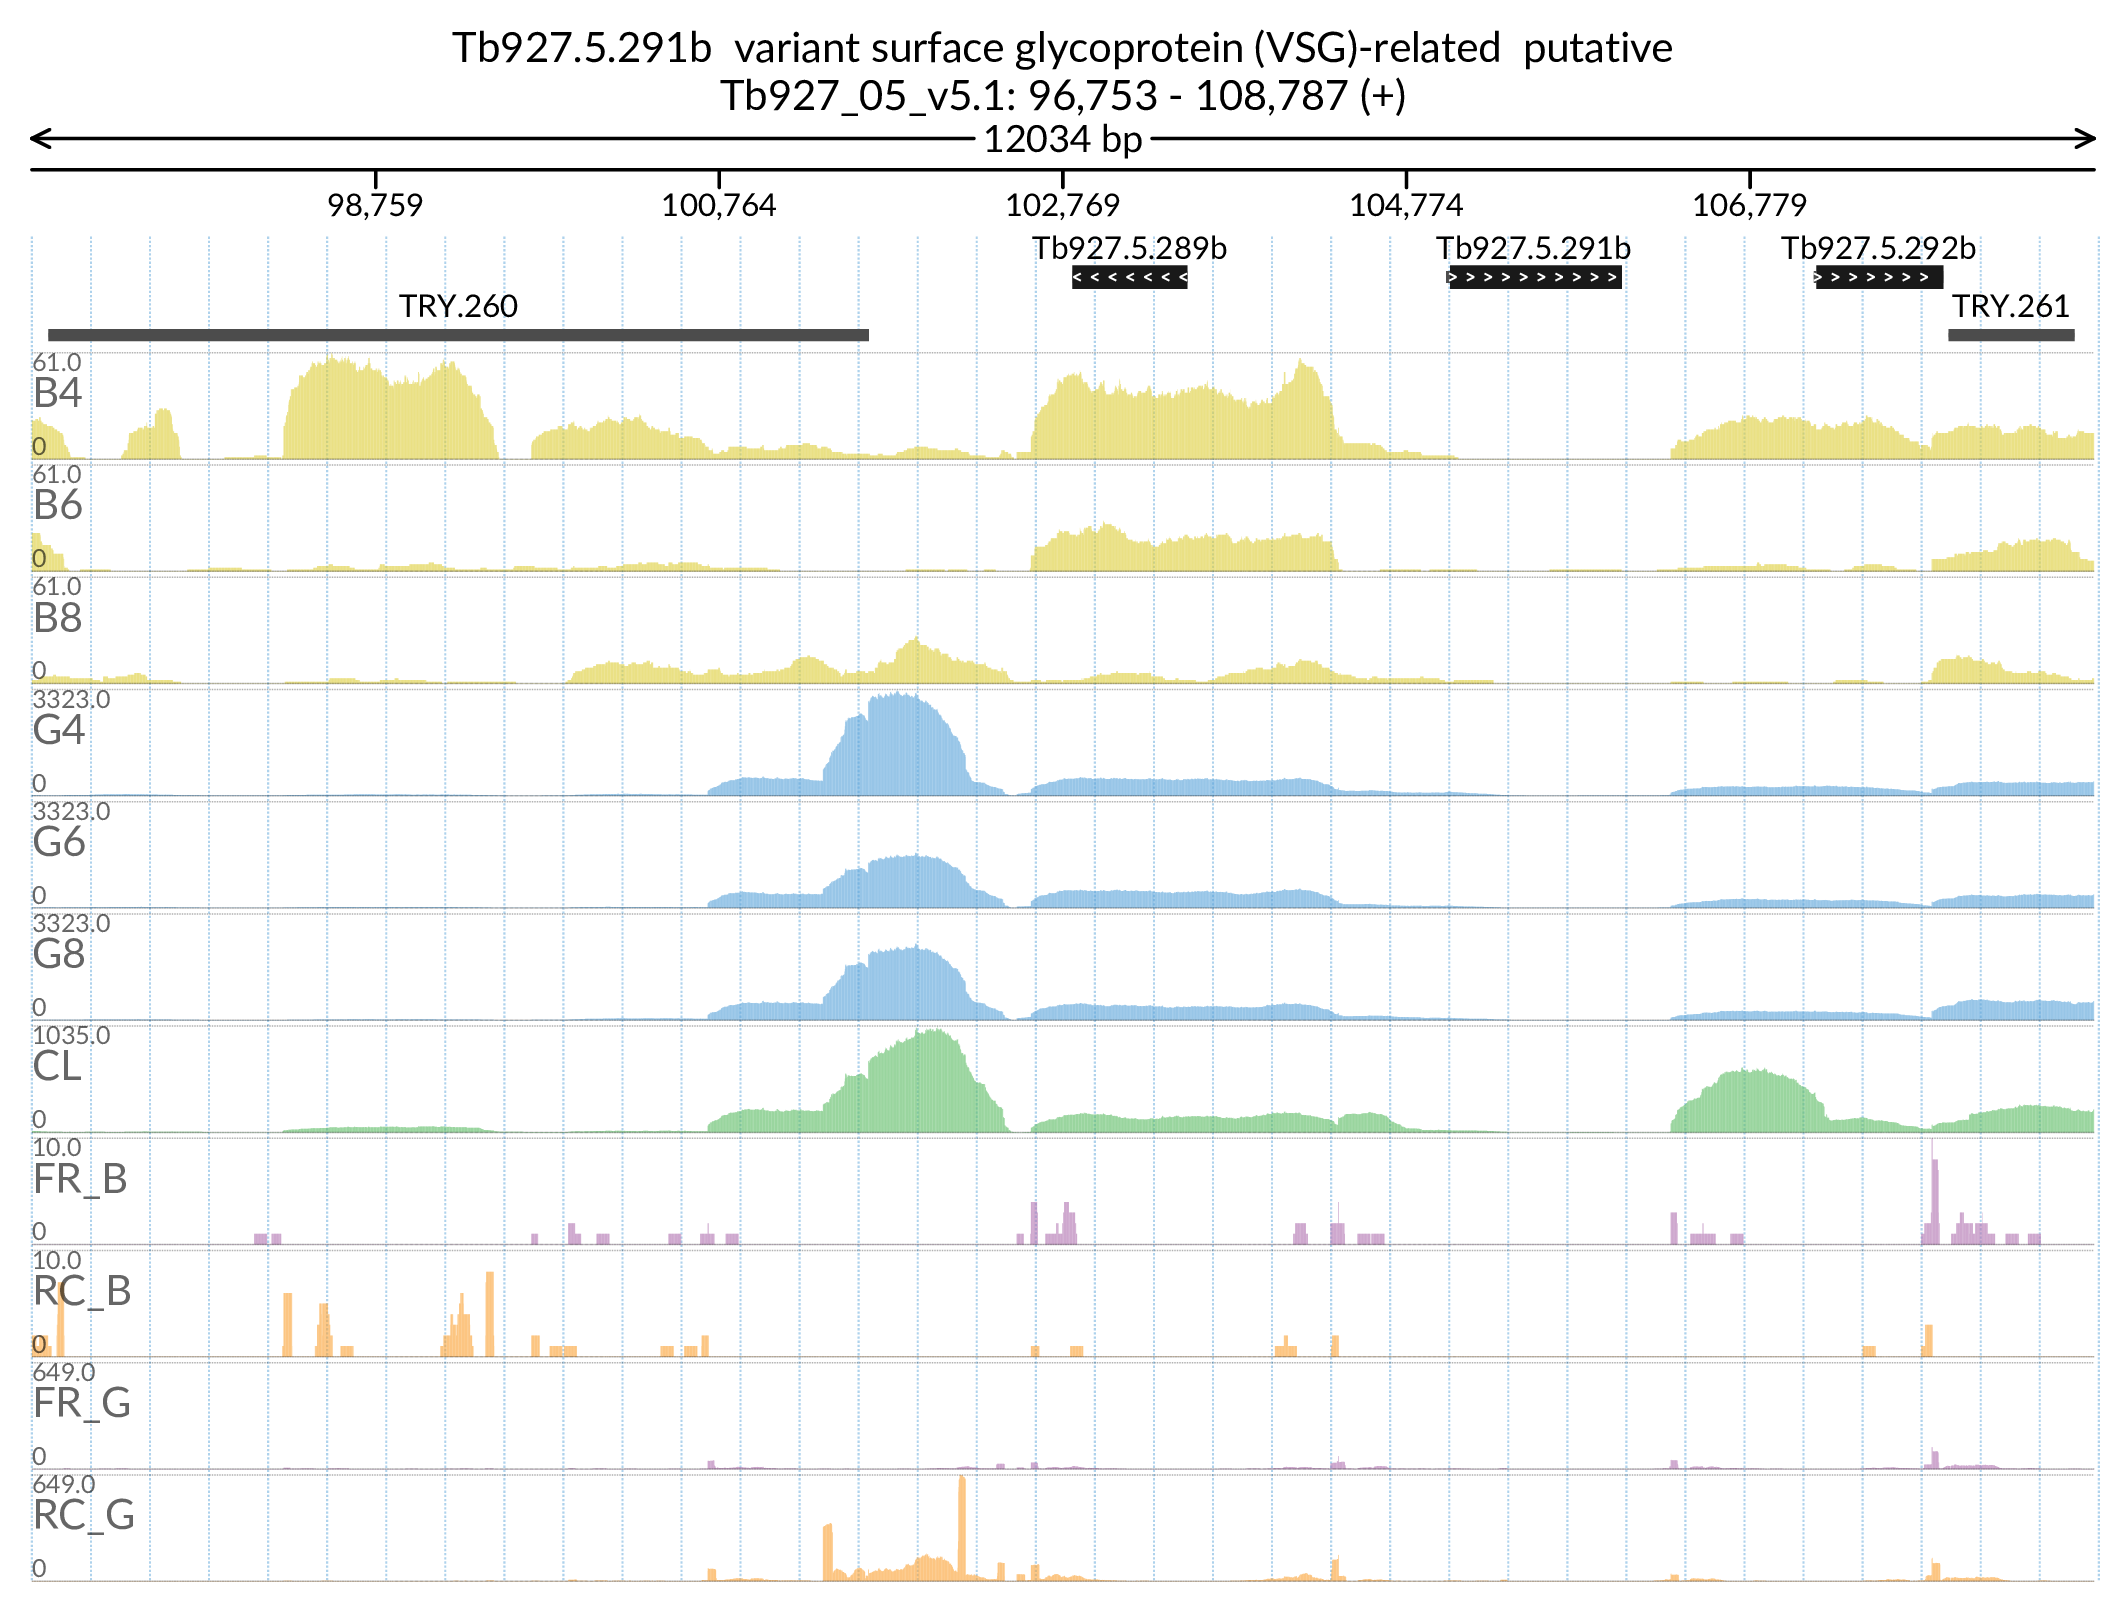 Tb927.5.291b variant surface glycoprotein (VSG)-related putative
Tb927_05_v5.1: 96,753 - 108,787 (+)
12034 bp
98,759 100,764 102,769 104,774 106,779
Tb927.5.289b Tb927.5.291b Tb927.5.292b
TRY.260 TRY.261
61.0
B4
0
61.0
B6
0
61.0
B8
0
3323.0
G4
0
3323.0
G6
0
3323.0
G8
0
1035.0
CL
0
10.0
FR_B
0
10.0
RC_B
0
649.0
FR_G
0
649.0
RC_G
0